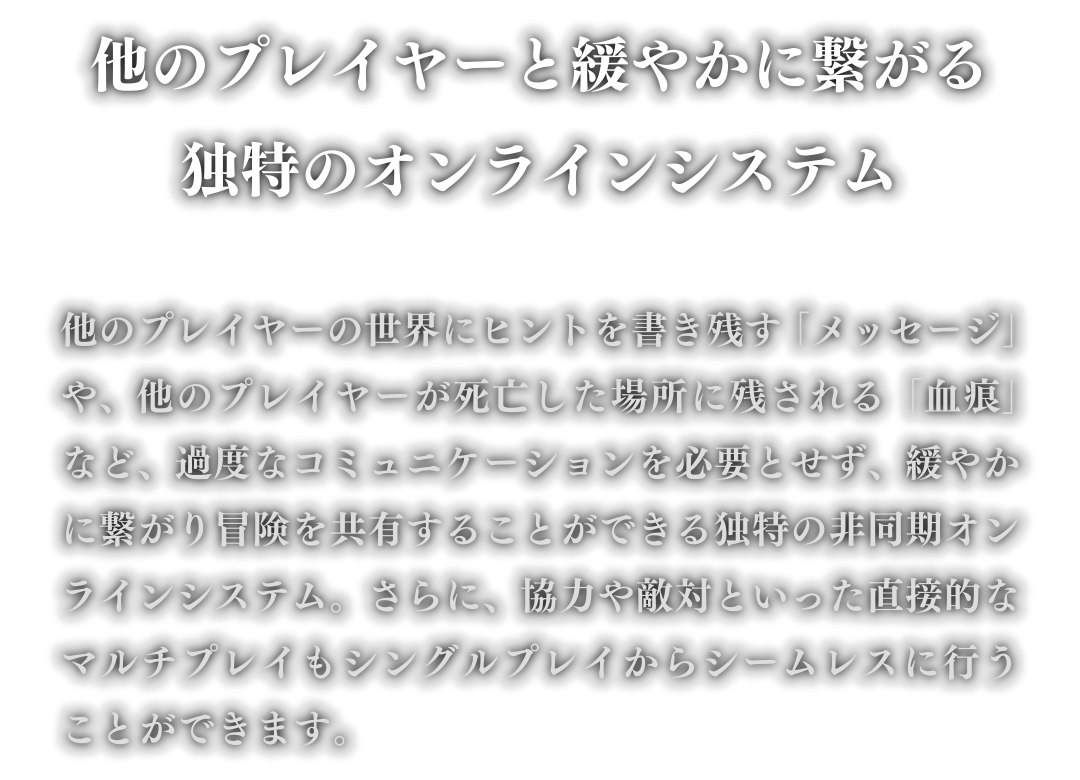 他のプレイヤーと緩やかに繋がる
独特のオンラインシステム
他のプレイヤーの世界にヒントを書き残す「メッセージ」
や、他のプレイヤーが死亡した場所に残される「血痕」
など、過度なコミュニケーションを必要とせず、緩やか
に繋がり冒険を共有することができる独特の非同期オン
ラインシステム。さらに、協力や敵対といった直接的な
マルチプレイもシングルプレイからシームレスに行う
ことができます。